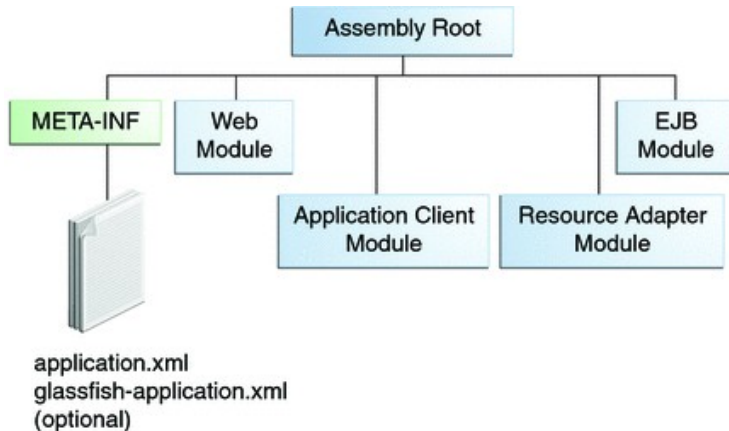 Assembly Root
META-INF
Web
Module
EJB
Module
Application Client
Module
Resource Adapter
Module
application.xml
glassfish-application.xml
(optional)